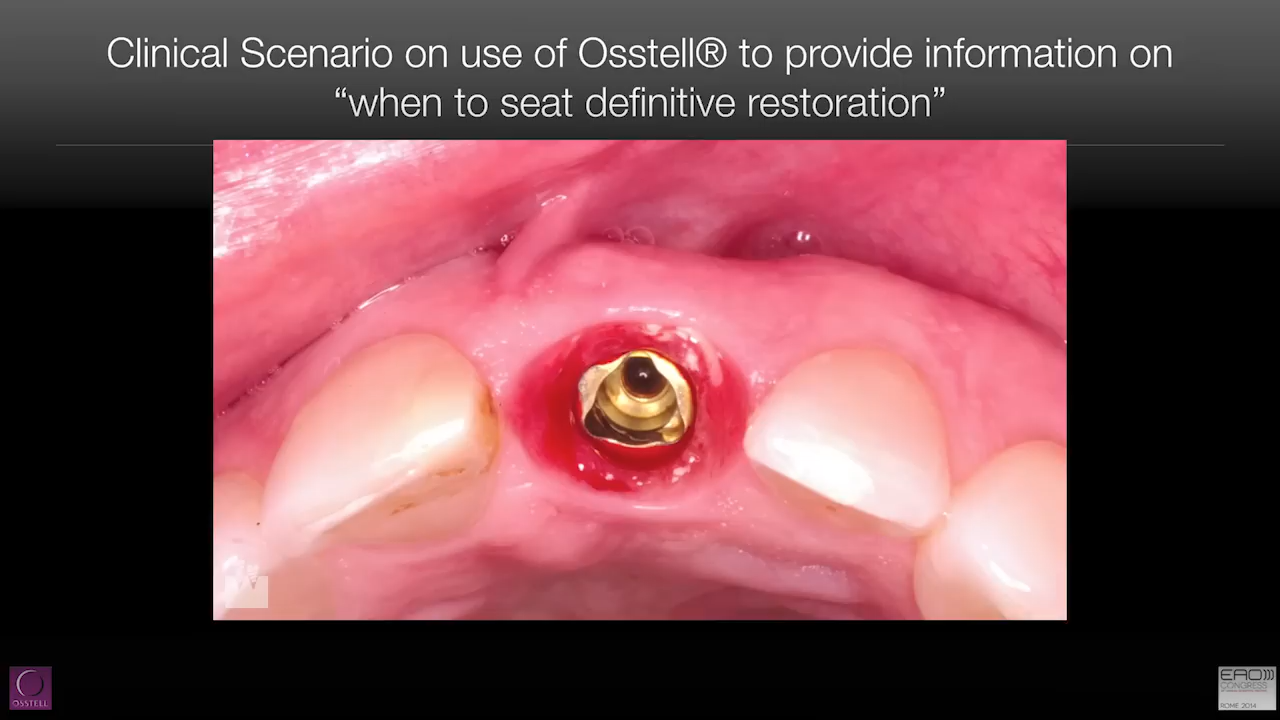 Clinical Scenario on use of Osstell® to provide information on
“when to seat definitive restoration”
OSSTELL
EAO
CONGRESS
ROME 2014